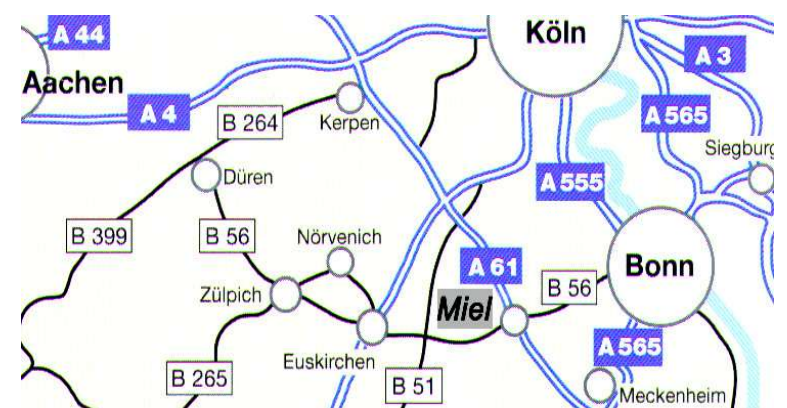 A 44
Köln
A 3
Aachen
A 4
B 264
Kerpen
A 565
Siegburg
Düren
A 555
B 399
B 56
Nörvenich
A 61
Bonn
Zülpich
Miel
B 56
Euskirchen
A 565
B 265
B 51
Meckenheim